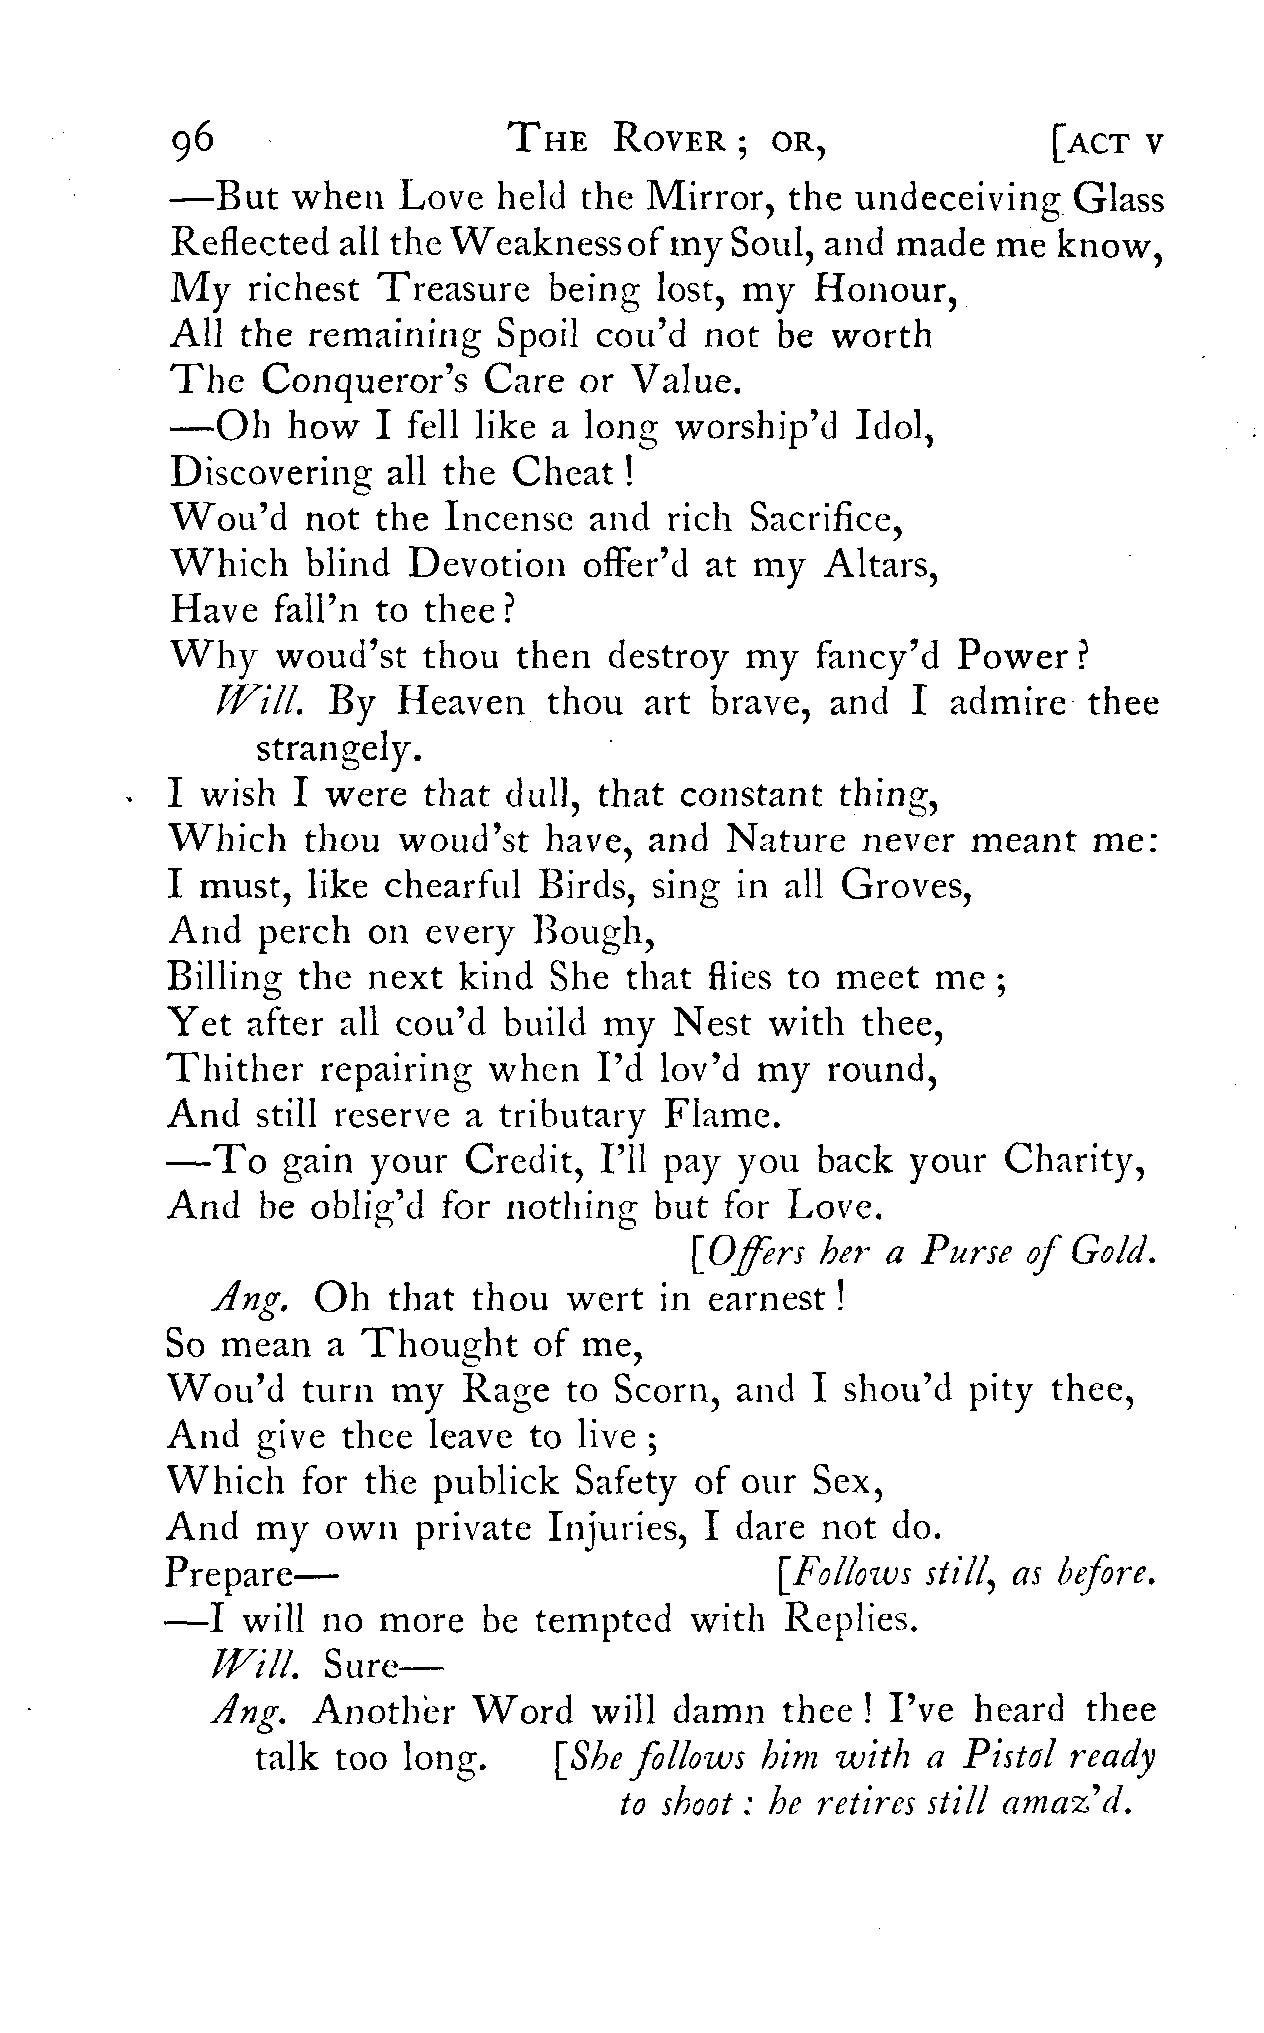 96 THE ROVER ; OR, [ACT V
—But when Love held the Mirror, the undeceiving Glass
Reflected all the Weakness of my Soul, and made me know,
My richest Treasure being lost, my Honour,
All the remaining Spoil cou'd not be worth
The Conqueror's Care or Value.
—Oh how I fell like a long worship'd Idol,
Discovering all the Cheat !
Wou'd not the Incense and rich Sacrifice,
Which blind Devotion offer'd at my Altars,
Have fall'n to thee ?
Why woud'st thou then destroy my fancy'd Power ?
Will. By Heaven thou art brave, and I admire thee
strangely.
I wish I were that dull, that constant thing,
Which thou woud'st have, and Nature never meant me:
I must, like chearful Birds, sing in all Groves,
And perch on every Bough,
Billing the next kind She that flies to meet me ;
Yet after all cou'd build my Nest with thee,
Thither repairing when I'd lov'd my round,
And still reserve a tributary Flame.
—To gain your Credit, I'll pay you back your Charity,
And be oblig'd for nothing but for Love.
[Offers her a Purse of Gold.
Ang. Oh that thou wert in earnest !
So mean a Thought of me,
Wou'd turn my Rage to Scorn, and I shou'd pity thee,
And give thee leave to live ;
Which for the publick Safety of our Sex,
And my own private Injuries, I dare not do.
Prepare— [Follows still, as before.
—I will no more be tempted with Replies.
Will. Sure—
Ang. Another Word will damn thee ! I've heard thee
talk too long. [She follows him with a Pistol ready
to shoot : he retires still amaz'd.